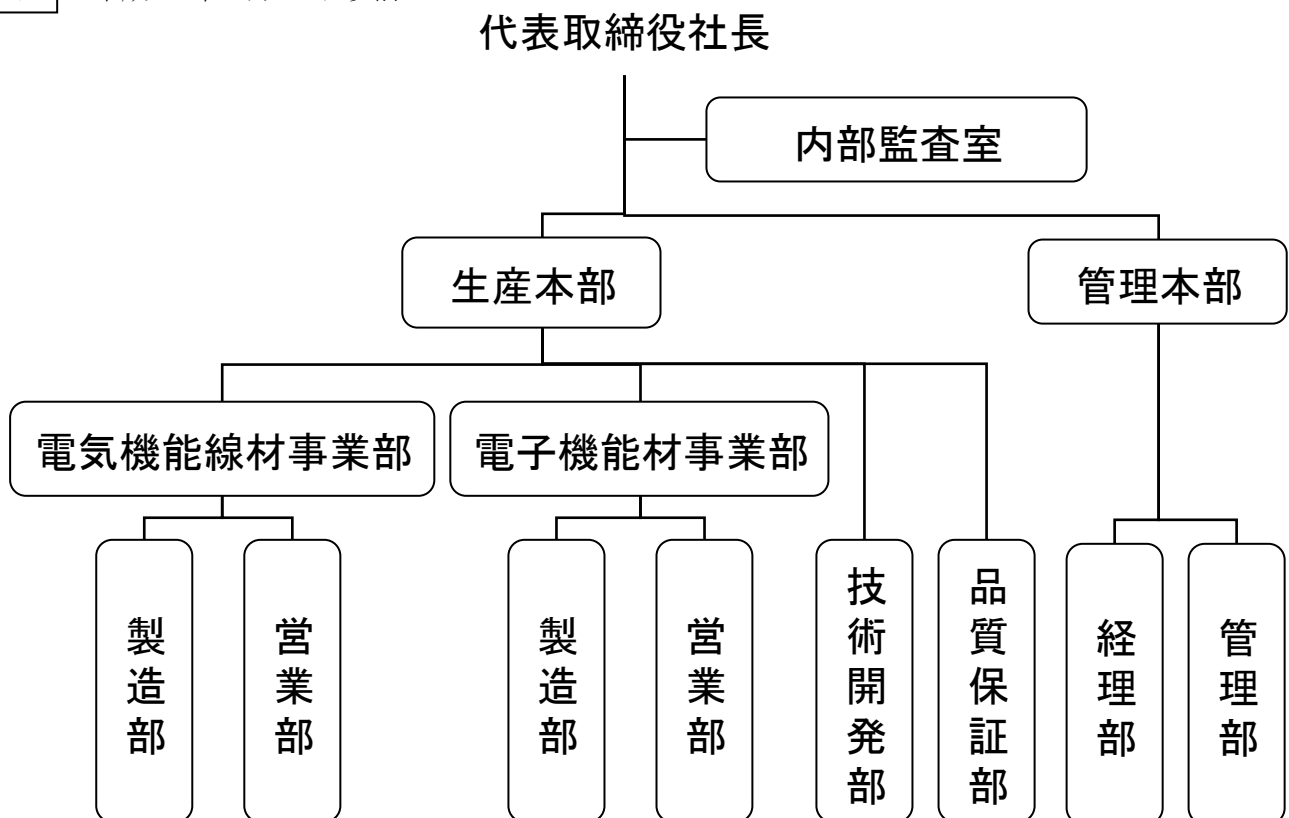 代表取締役社長
内部監査室
生産本部
管理本部
電気機能線材事業部
電子機能材事業部
製造部
営業部
製造部
営業部
技術開発部
品質保証部
経理部
管理部